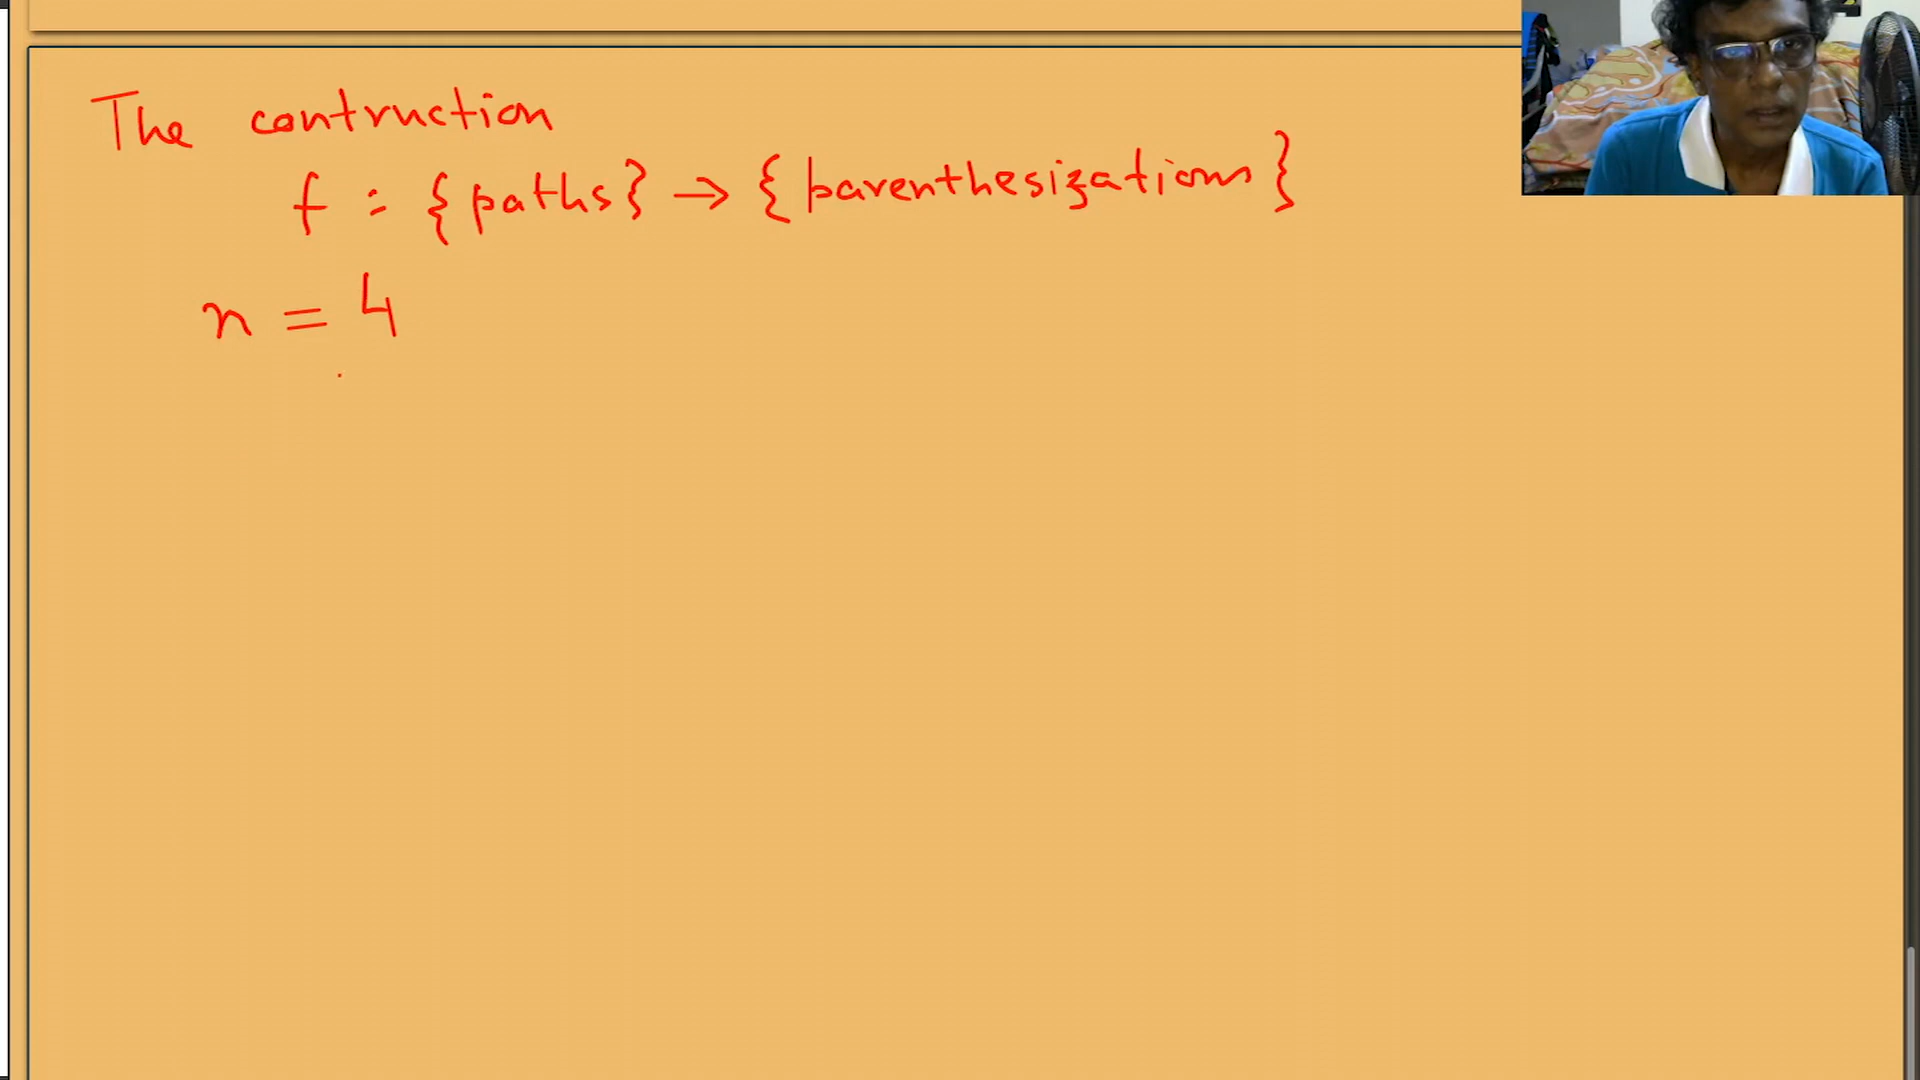 The contruction
f : {paths} → {parenthesizations}
n = 4